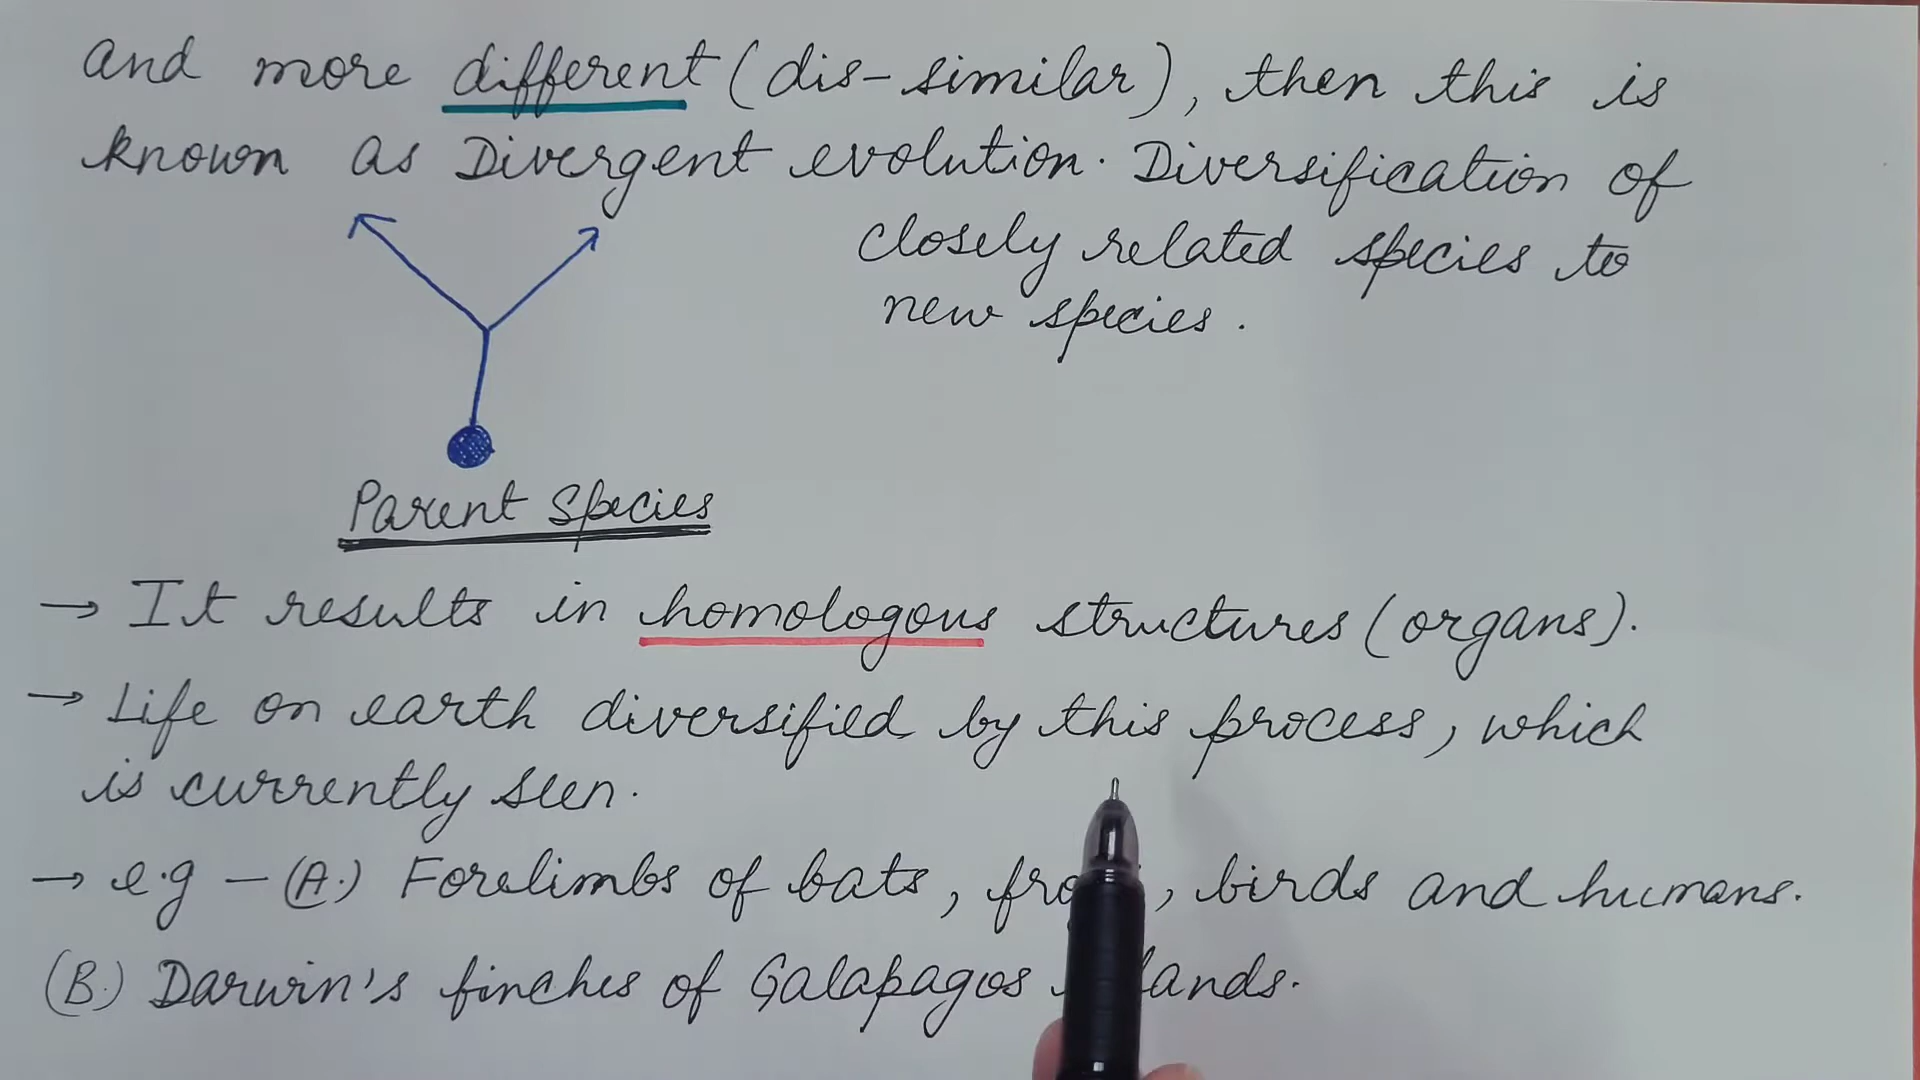 and more different (dis-similar), then this is
known as Divergent evolution. Diversification of
closely related species to
new species.
Parent Species
→ It results in homologous structures (organs).
→ Life on earth diversified by this process, which
is currently seen.
→ e.g - (A.) Forelimbs of bats, , birds and humans.
(B.) Darwin's finches of Galapagos